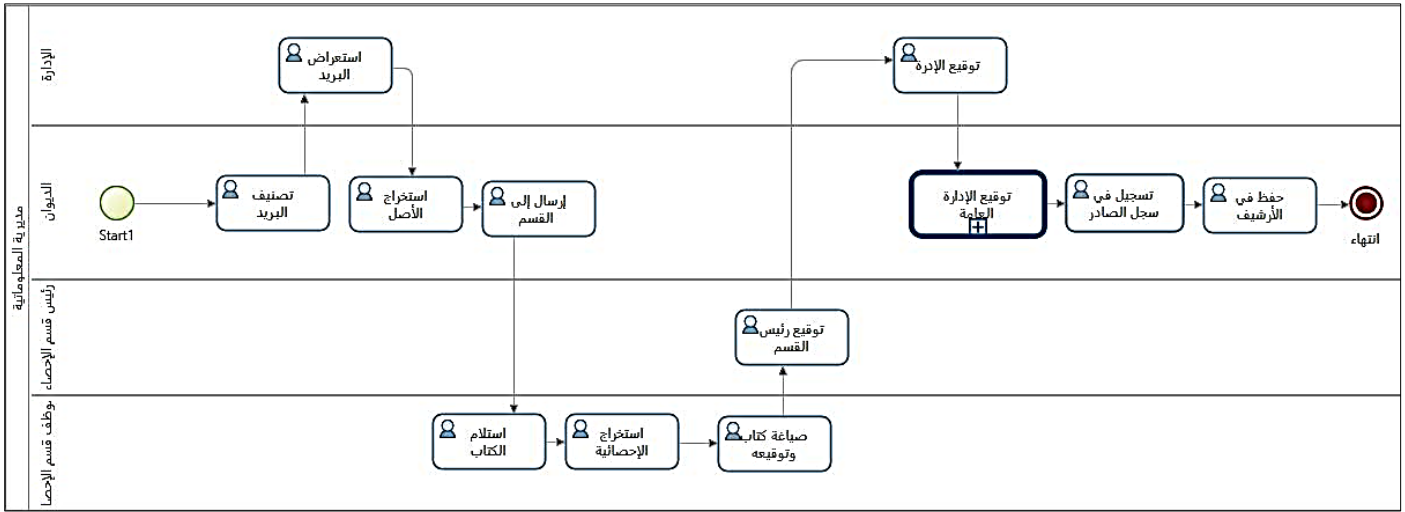 مديرية المعلوماتية
الإدارة
استعراض
البريد
توقيع الإدرة
الديوان
Start1
تصنيف
البريد
استخراج
الأصل
إرسال إلى
القسم
توقيع الإدارة
العامة
تسجيل في
سجل الصادر
حفظ في
الأرشيف
انتهاء
رئيس قسم الإحصاء
توقيع رئيس
القسم
وظف قسم الإحصا
استلام
الكتاب
استخراج
الإحصائية
صياغة كتاب
وتوقيعه